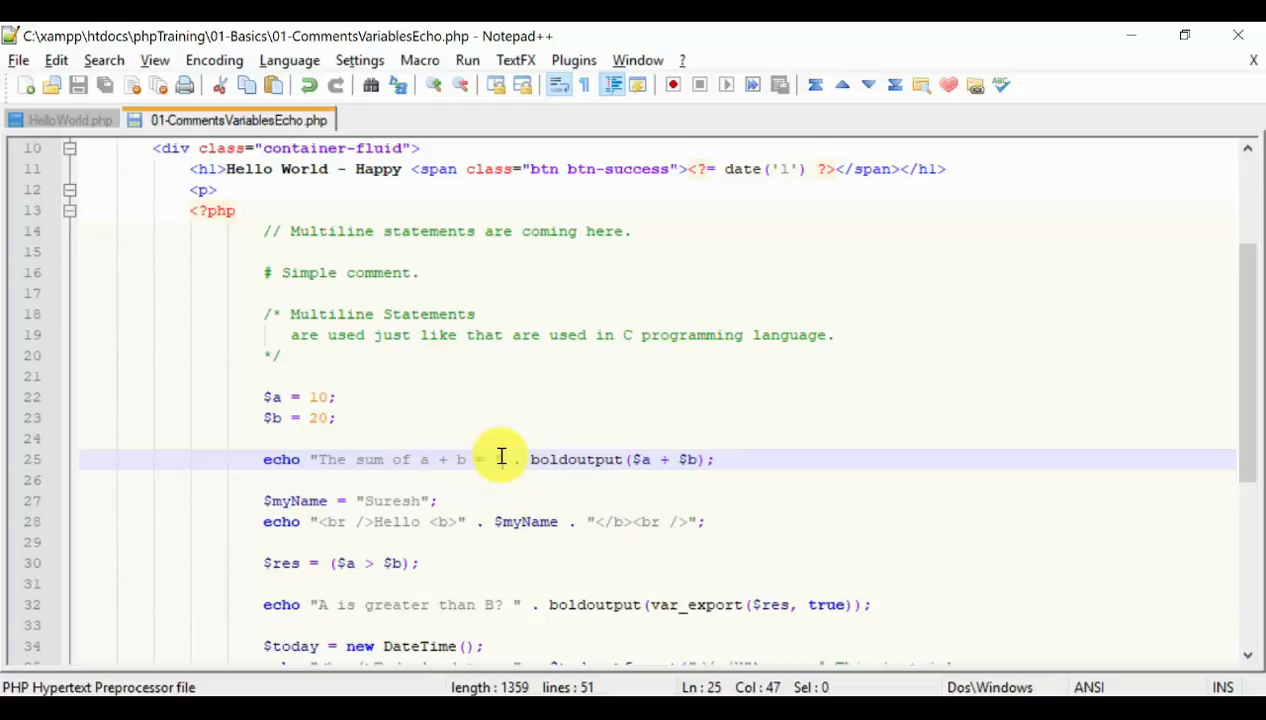 C:\xampp\htdocs\phpTraining\01-Basics\01-CommentsVariablesEcho.php - Notepad++
File Edit Search View Encoding Language Settings Macro Run TextFX Plugins Window ? X
HelloWorld.php 01-CommentsVariablesEcho.php
10 <div class="container-fluid">
11 <h1>Hello World - Happy <span class="btn btn-success"><?= date('l') ?></span></h1>
12 <p>
13 <?php
14 // Multiline statements are coming here.
15
16 # Simple comment.
17
18 /* Multiline Statements
19 are used just like that are used in C programming language.
20 */
21
22 $a = 10;
23 $b = 20;
24
25 echo "The sum of a + b = " . boldoutput($a + $b);
26
27 $myName = "Suresh";
28 echo "<br />Hello <b>" . $myName . "</b><br />";
29
30 $res = ($a > $b);
31
32 echo "A is greater than B? " . boldoutput(var_export($res, true));
33
34 $today = new DateTime();
PHP Hypertext Preprocessor file length : 1359 lines : 51 Ln : 25 Col : 47 Sel : 0 Dos\Windows ANSI INS